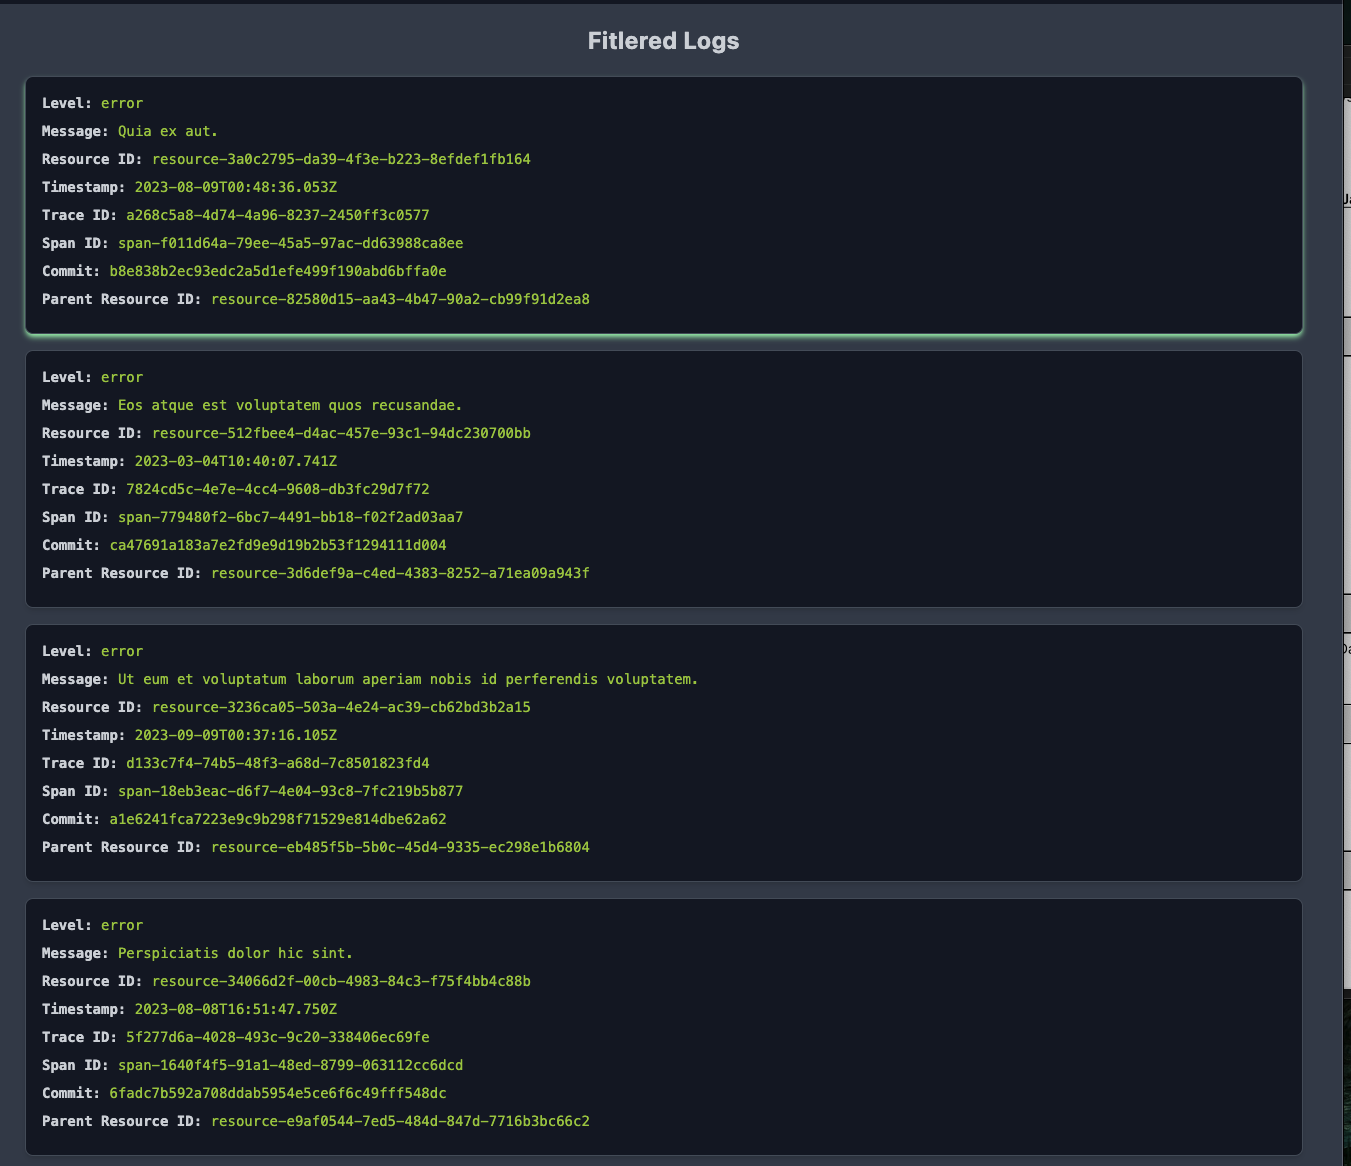 Fitlered Logs
Level: error
Message: Quia ex aut.
Resource ID: resource-3a0c2795-da39-4f3e-b223-8efdef1fb164
Timestamp: 2023-08-09T00:48:36.053Z
Trace ID: a268c5a8-4d74-4a96-8237-2450ff3c0577
Span ID: span-f011d64a-79ee-45a5-97ac-dd63988ca8ee
Commit: b8e838b2ec93edc2a5d1efe499f190abd6bffa0e
Parent Resource ID: resource-82580d15-aa43-4b47-90a2-cb99f91d2ea8
Level: error
Message: Eos atque est voluptatem quos recusandae.
Resource ID: resource-512fbee4-d4ac-457e-93c1-94dc230700bb
Timestamp: 2023-03-04T10:40:07.741Z
Trace ID: 7824cd5c-4e7e-4cc4-9608-db3fc29d7f72
Span ID: span-779480f2-6bc7-4491-bb18-f02f2ad03aa7
Commit: ca47691a183a7e2fd9e9d19b2b53f1294111d004
Parent Resource ID: resource-3d6def9a-c4ed-4383-8252-a71ea09a943f
Level: error
Message: Ut eum et voluptatum laborum aperiam nobis id perferendis voluptatem.
Resource ID: resource-3236ca05-503a-4e24-ac39-cb62bd3b2a15
Timestamp: 2023-09-09T00:37:16.105Z
Trace ID: d133c7f4-74b5-48f3-a68d-7c8501823fd4
Span ID: span-18eb3eac-d6f7-4e04-93c8-7fc219b5b877
Commit: a1e6241fca7223e9c9b298f71529e814dbe62a62
Parent Resource ID: resource-eb485f5b-5b0c-45d4-9335-ec298e1b6804
Level: error
Message: Perspiciatis dolor hic sint.
Resource ID: resource-34066d2f-00cb-4983-84c3-f75f4bb4c88b
Timestamp: 2023-08-08T16:51:47.750Z
Trace ID: 5f277d6a-4028-493c-9c20-338406ec69fe
Span ID: span-1640f4f5-91a1-48ed-8799-063112cc6dcd
Commit: 6fadc7b592a708ddab5954e5ce6f6c49fff548dc
Parent Resource ID: resource-e9af0544-7ed5-484d-847d-7716b3bc66c2